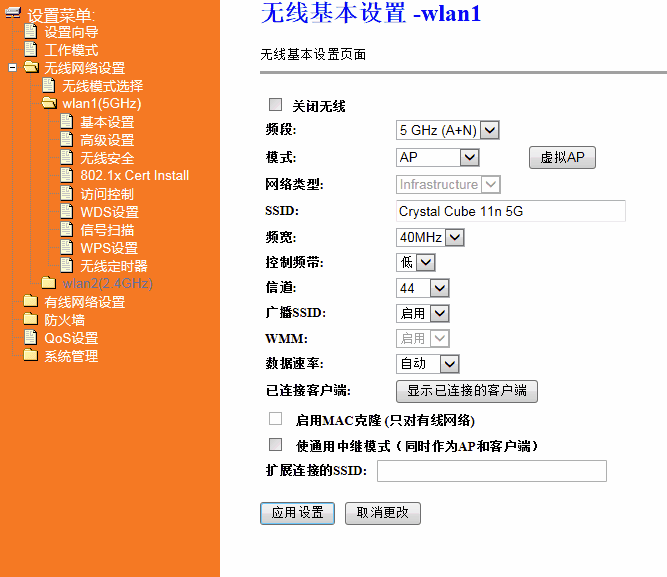 设置菜单:
设置向导
工作模式
无线网络设置
无线模式选择
wlan1(5GHz)
基本设置
高级设置
无线安全
802.1x Cert Install
访问控制
WDS设置
信号扫描
WPS设置
无线定时器
wlan2(2.4GHz)
有线网络设置
防火墙
QoS设置
系统管理
无线基本设置 -wlan1
无线基本设置页面
关闭无线
频段: 5 GHz (A+N)
模式: AP 虚拟AP
网络类型: Infrastructure
SSID: Crystal Cube 11n 5G
频宽: 40MHz
控制频带: 低
信道: 44
广播SSID: 启用
WMM: 启用
数据速率: 自动
已连接客户端: 显示已连接的客户端
启用MAC克隆 (只对有线网络)
使通用中继模式（同时作为AP和客户端）
扩展连接的SSID:
应用设置 取消更改